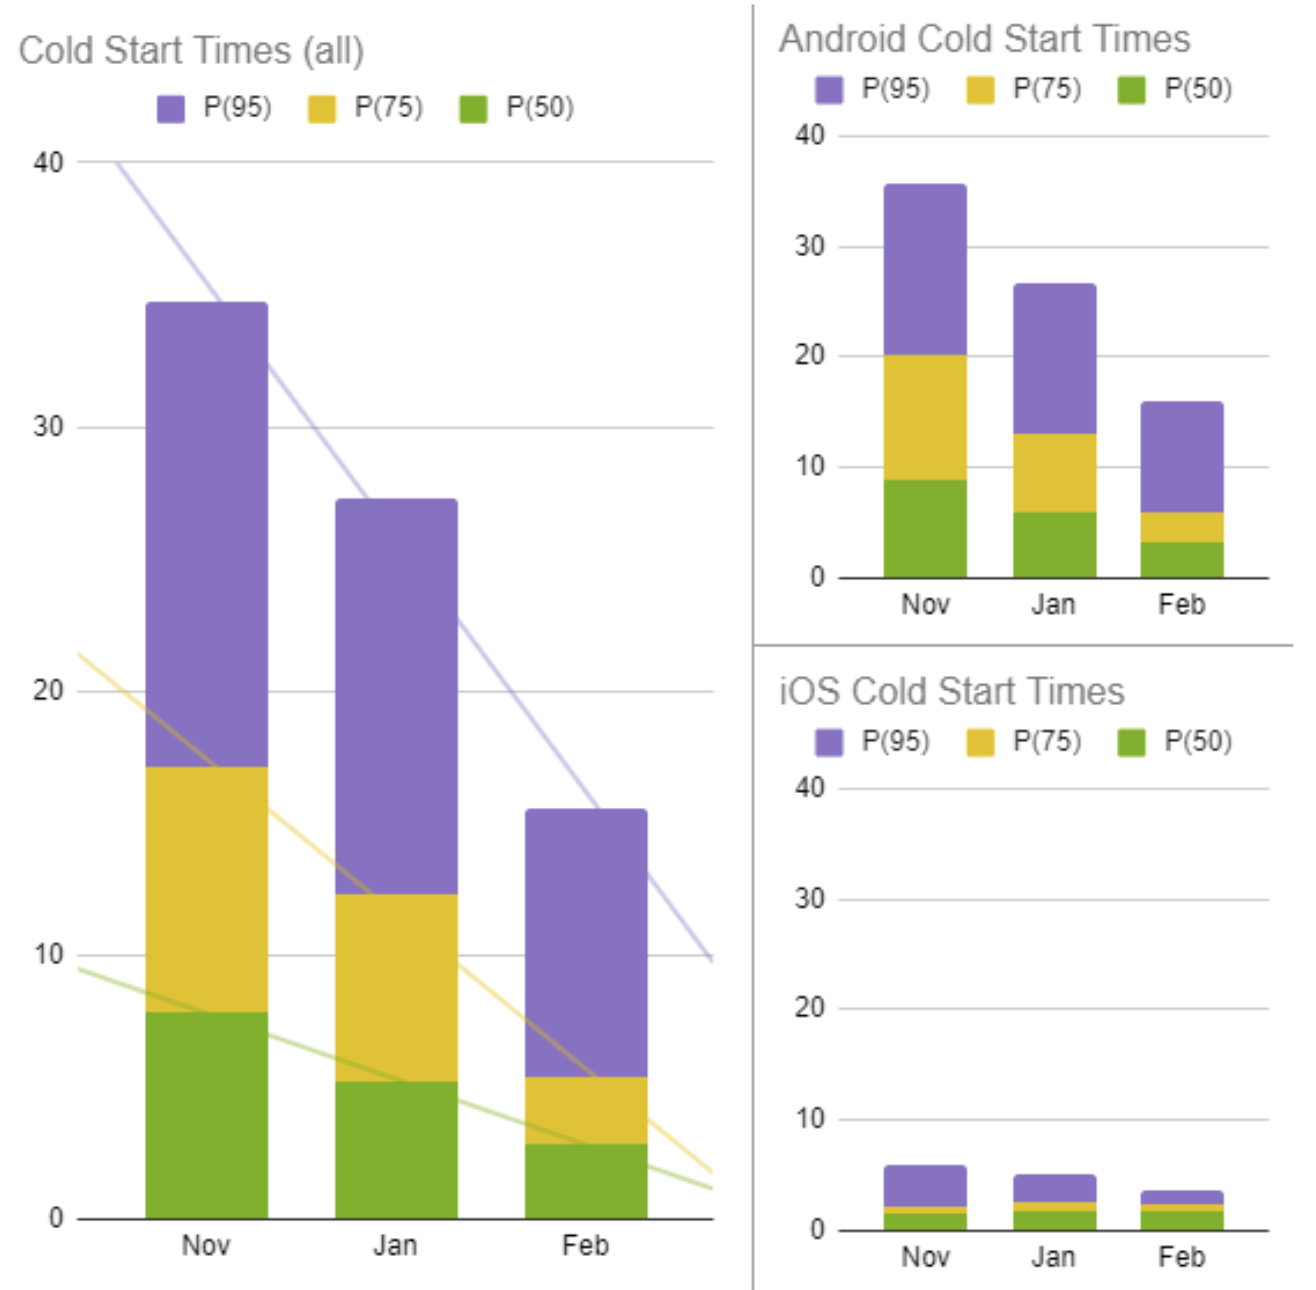 Cold Start Times (all)
P(95) P(75) P(50)
40
30
20
10
0
Nov Jan Feb
Android Cold Start Times
P(95) P(75) P(50)
40
30
20
10
0
Nov Jan Feb
iOS Cold Start Times
P(95) P(75) P(50)
40
30
20
10
0
Nov Jan Feb